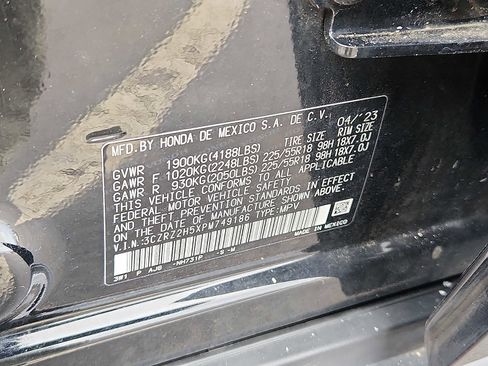 MFD.BY HONDA DE MEXICO S.A. DE C.V. 04/'23
TIRE SIZE RIM SIZE
GVWR 1900KG(4188LBS)
GAWR F 1020KG(2248LBS) 225/55R18 98H 18X7.0J
GAWR R 930KG(2050LBS) 225/55R18 98H 18X7.0J
THIS VEHICLE CONFORMS TO ALL APPLICABLE
FEDERAL MOTOR VEHICLE SAFETY AND
THEFT PREVENTION STANDARDS IN EFFECT
ON THE DATE OF MANUFACTURE SHOWN ABOVE.
V.I.N:3CZRZ2H5XPM749186 TYPE:MPV
3W1 P AJB -NH731P -S -M MEXICO